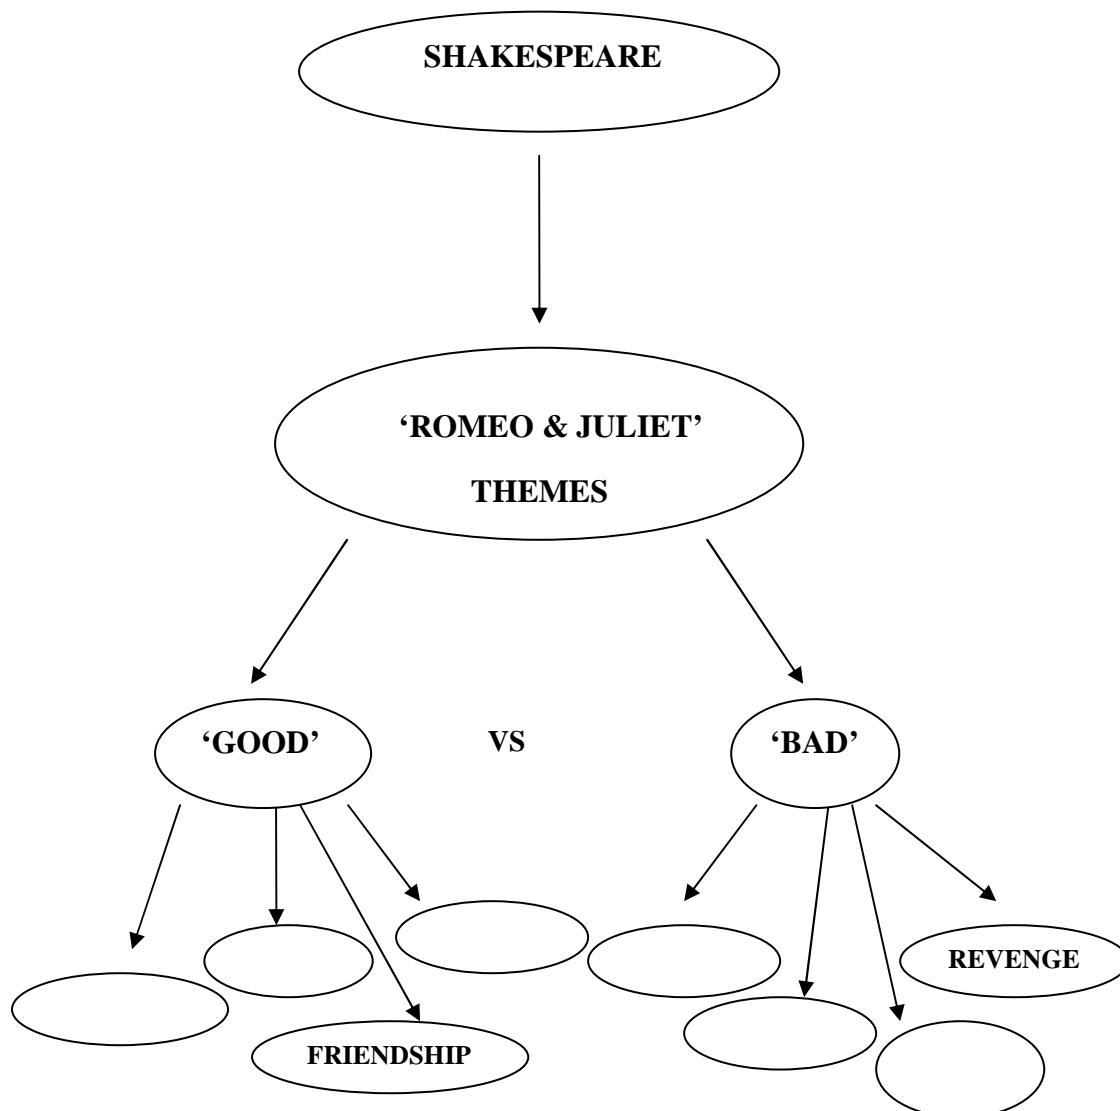 SHAKESPEARE
‘ROMEO & JULIET’
THEMES
‘GOOD’
VS
‘BAD’
REVENGE
FRIENDSHIP